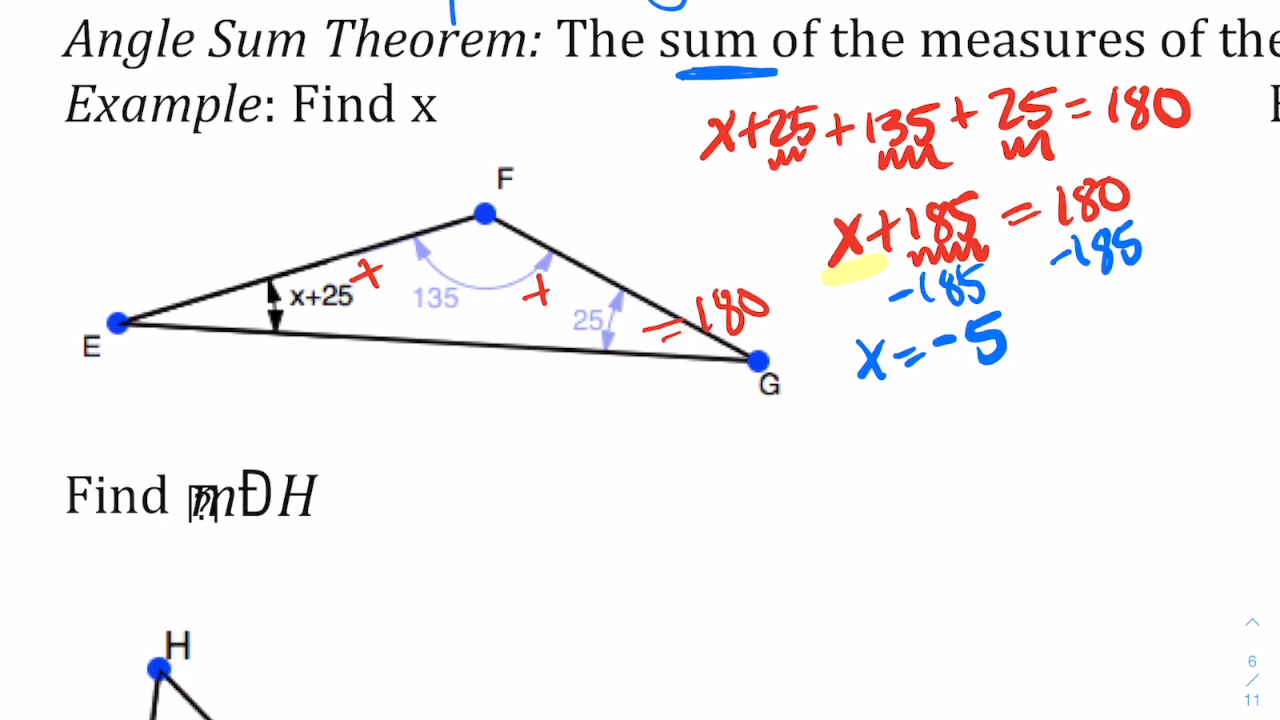 Angle Sum Theorem: The sum of the measures of the
Example: Find x
x+25+135+25=180
F
x+185=180
-185 -185
x+25 + 135 + 25 =180
E
x=-5
G
Find mĐH
H
6
/
11